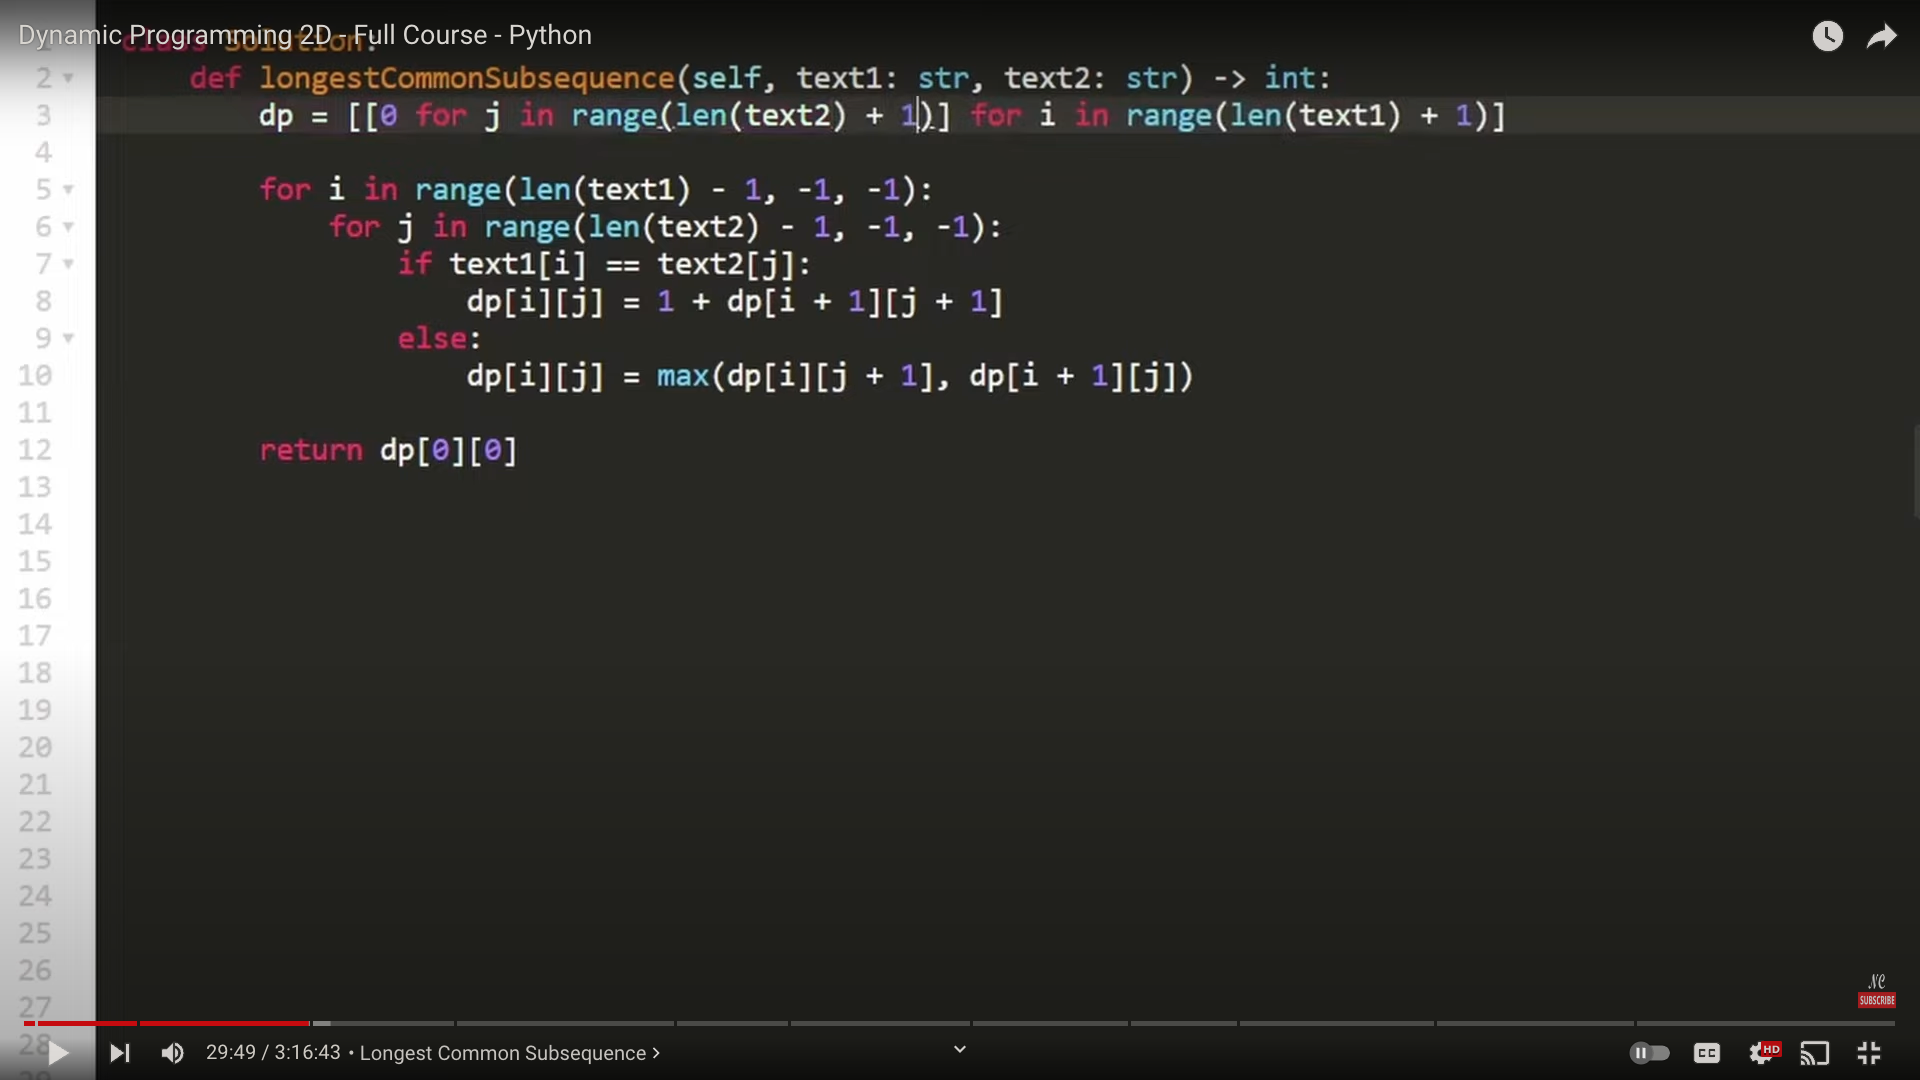 Dynamic Programming 2D - Full Course - Python
class Solution:
2 def longestCommonSubsequence(self, text1: str, text2: str) -> int:
3 dp = [[0 for j in range(len(text2) + 1)] for i in range(len(text1) + 1)]
4
5 for i in range(len(text1) - 1, -1, -1):
6 for j in range(len(text2) - 1, -1, -1):
7 if text1[i] == text2[j]:
8 dp[i][j] = 1 + dp[i + 1][j + 1]
9 else:
10 dp[i][j] = max(dp[i][j + 1], dp[i + 1][j])
11
12 return dp[0][0]
13
14
15
16
17
18
19
20
21
22
23
24
25
26
27
28
NC
SUBSCRIBE
29:49 / 3:16:43 • Longest Common Subsequence >
CC
HD